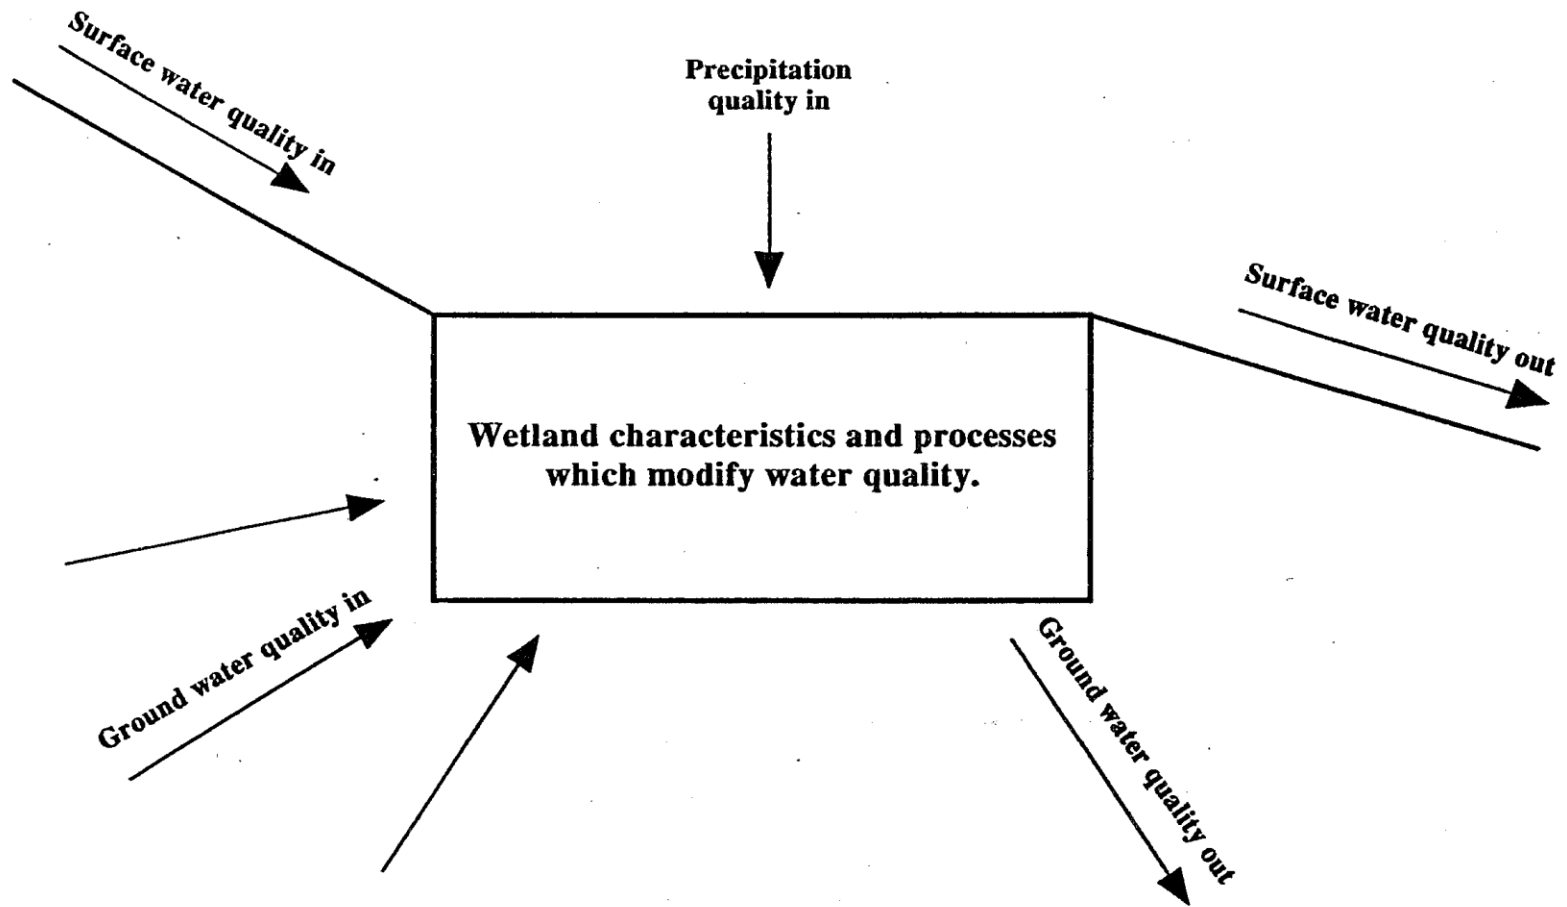 Surface water quality in
Precipitation
quality in
Surface water quality out
Wetland characteristics and processes
which modify water quality.
Ground water quality in
Ground water quality out